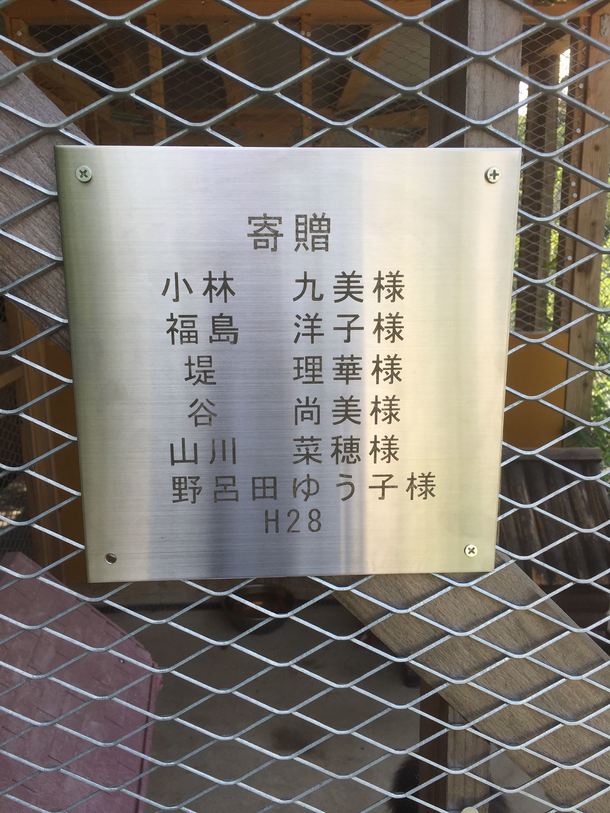 寄贈
小林 九美様
福島 洋子様
堤 理華様
谷 尚美様
山川 菜穂様
野呂田ゆう子様
H28